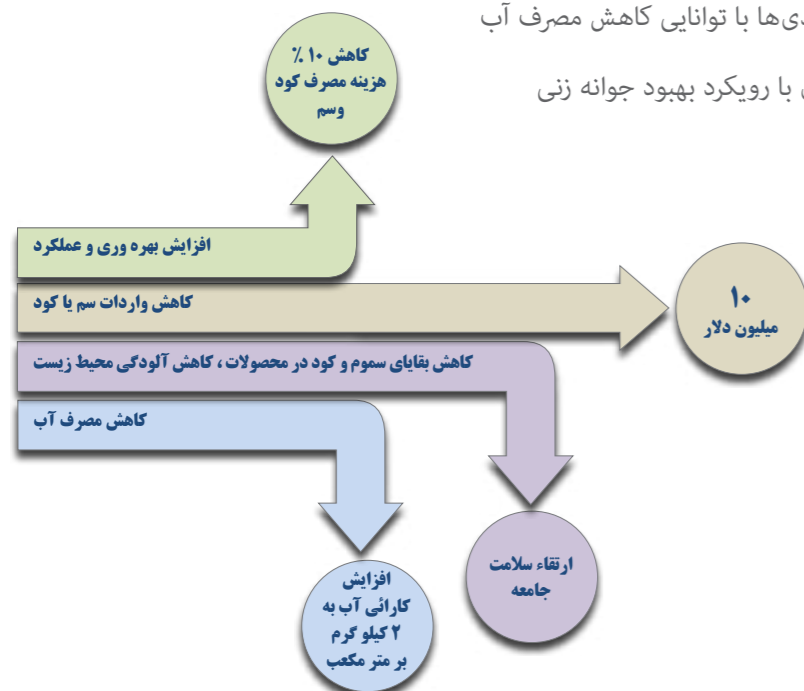 دی‌ها با توانایی کاهش مصرف آب
با رویکرد بهبود جوانه زنی
کاهش ۱۰ ٪
هزینه مصرف کود
وسم
افزایش بهره وری و عملکرد
کاهش واردات سم یا کود
۱۰
میلیون دلار
کاهش بقایای سموم و کود در محصولات ، کاهش آلودگی محیط زیست
کاهش مصرف آب
ارتقاء سلامت
جامعه
افزایش
کارائی آب به
۲ کیلو گرم
بر متر مکعب